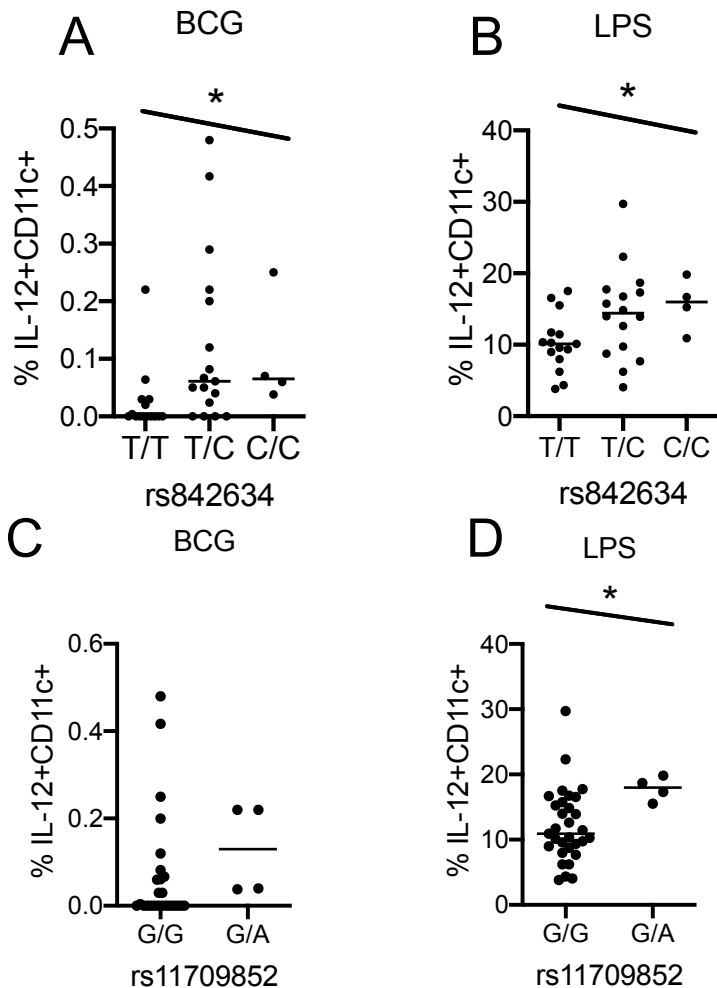 A
BCG
*
% IL-12+CD11c+
0.5
0.4
0.3
0.2
0.1
0.0
T/T T/C C/C
rs842634
B
LPS
*
% IL-12+CD11c+
40
30
20
10
0
T/T T/C C/C
rs842634
C
BCG
% IL-12+CD11c+
0.6
0.4
0.2
0.0
G/G G/A
rs11709852
D
LPS
*
% IL-12+CD11c+
40
30
20
10
0
G/G G/A
rs11709852